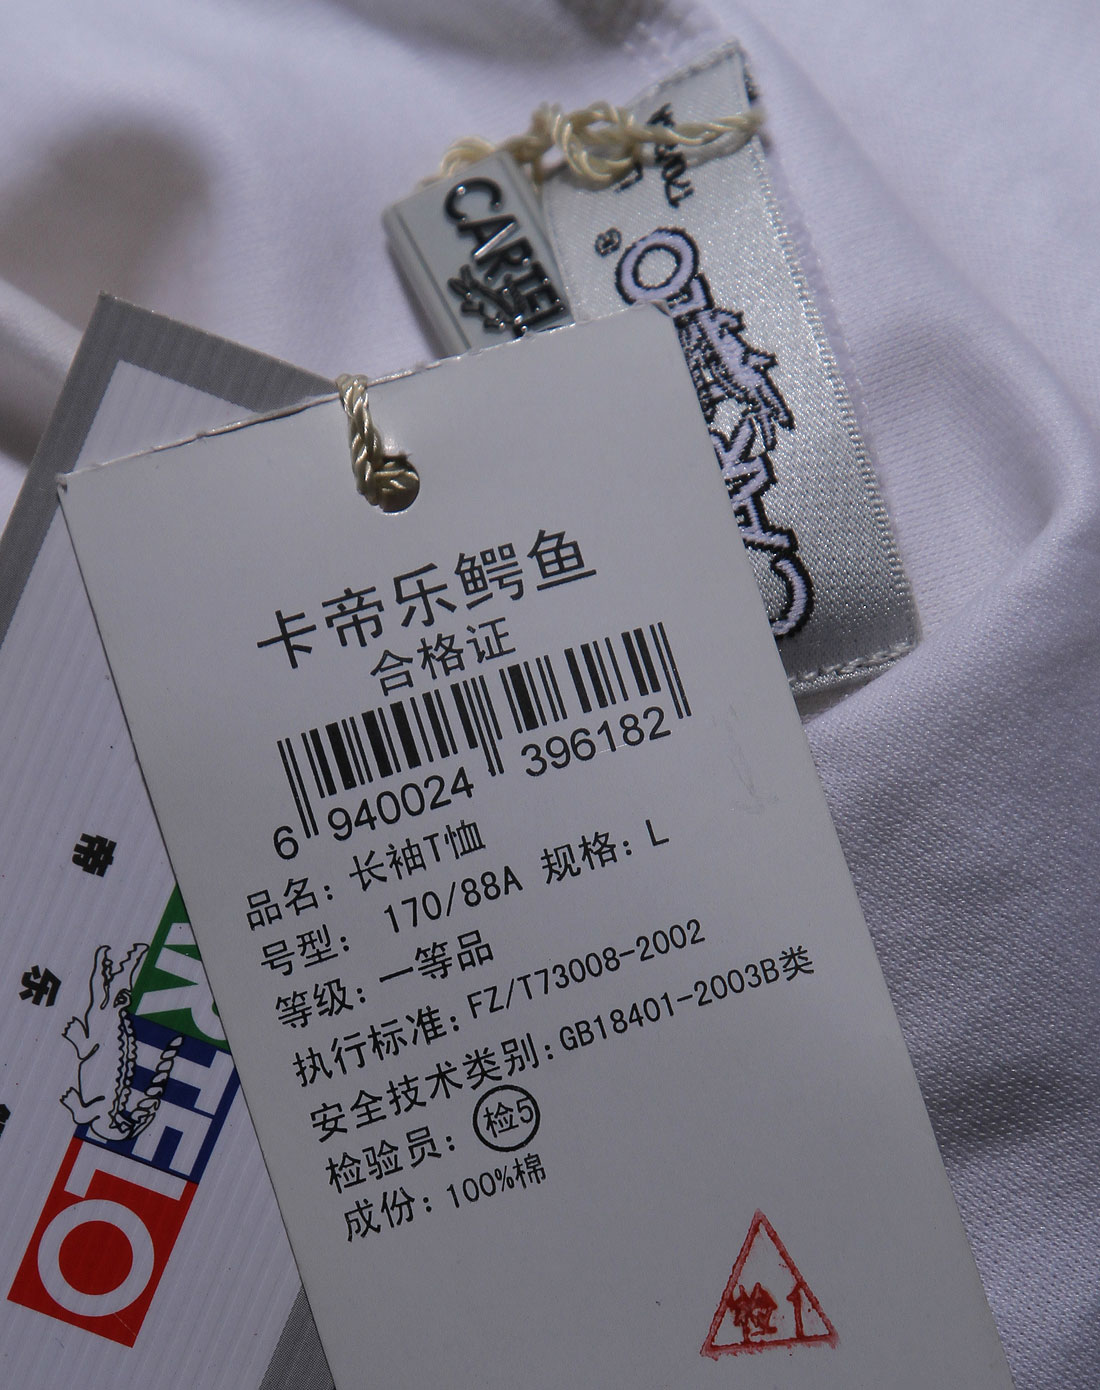 CARTEL
®
CARTELO
卡帝乐鳄鱼
合格证
6 940024 396182
品名: 长袖T恤
号型: 170/88A 规格: L
等级: 一等品
执行标准: FZ/T73008-2002
安全技术类别: GB18401-2003B类
检验员: 检5
成份: 100%棉
检1
帝
乐
RTELO